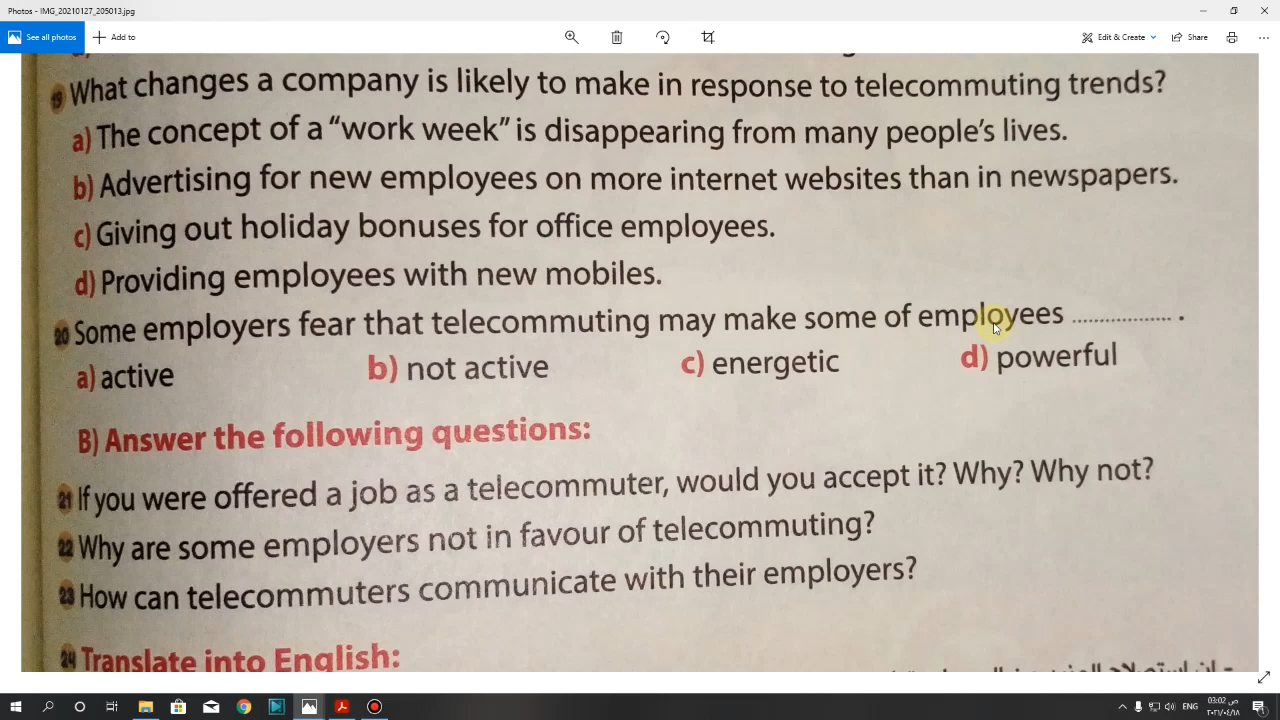 Photos - IMG_20210127_205013.jpg
See all photos
Add to
Edit & Create
Share
19 What changes a company is likely to make in response to telecommuting trends?
a) The concept of a “work week” is disappearing from many people’s lives.
b) Advertising for new employees on more internet websites than in newspapers.
c) Giving out holiday bonuses for office employees.
d) Providing employees with new mobiles.
20 Some employers fear that telecommuting may make some of employees .................. .
a) active b) not active c) energetic d) powerful
B) Answer the following questions:
21 If you were offered a job as a telecommuter, would you accept it? Why? Why not?
22 Why are some employers not in favour of telecommuting?
23 How can telecommuters communicate with their employers?
24 Translate into English:
ENG
03:02 ص
٢٠٢١/٠٤/١٨